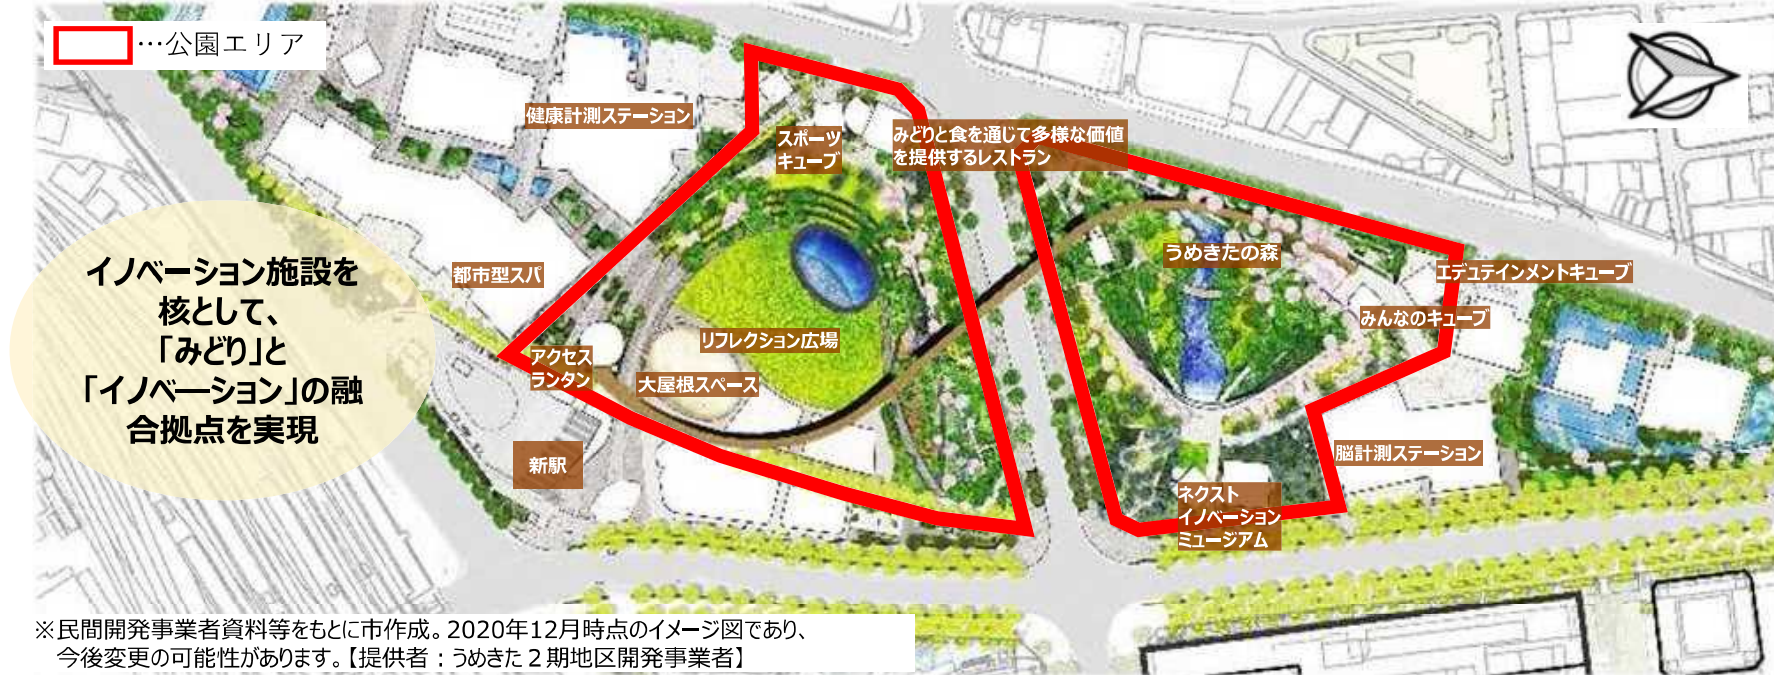 …公園エリア
健康計測ステーション
スポーツ
キューブ
みどりと食を通じて多様な価値
を提供するレストラン
イノベーション施設を
核として、
「みどり」と
「イノベーション」の融
合拠点を実現
都市型スパ
うめきたの森
エデュテインメントキューブ
みんなのキューブ
リフレクション広場
アクセス
ランタン
大屋根スペース
新駅
脳計測ステーション
ネクスト
イノベーション
ミュージアム
※民間開発事業者資料等をもとに市作成。2020年12月時点のイメージ図であり、
今後変更の可能性があります。【提供者：うめきた２期地区開発事業者】